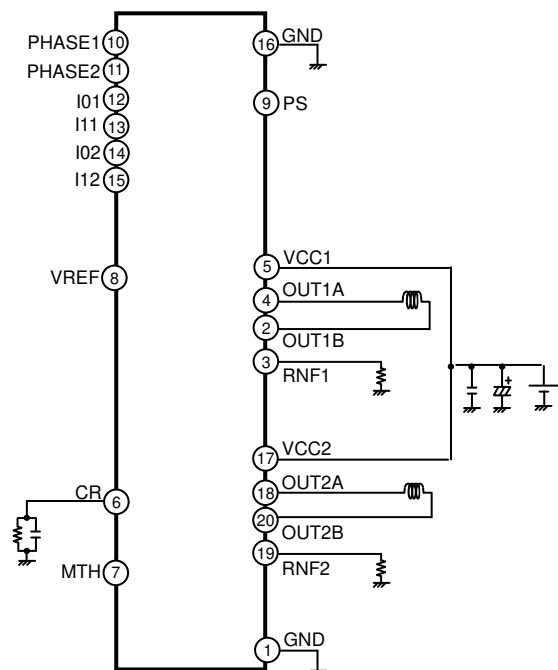 PHASE1 10
PHASE2 11
I01 12
I11 13
I02 14
I12 15
VREF 8
CR 6
MTH 7
16 GND
9 PS
5 VCC1
4 OUT1A
2 OUT1B
3 RNF1
+
17 VCC2
18 OUT2A
20 OUT2B
19 RNF2
1 GND